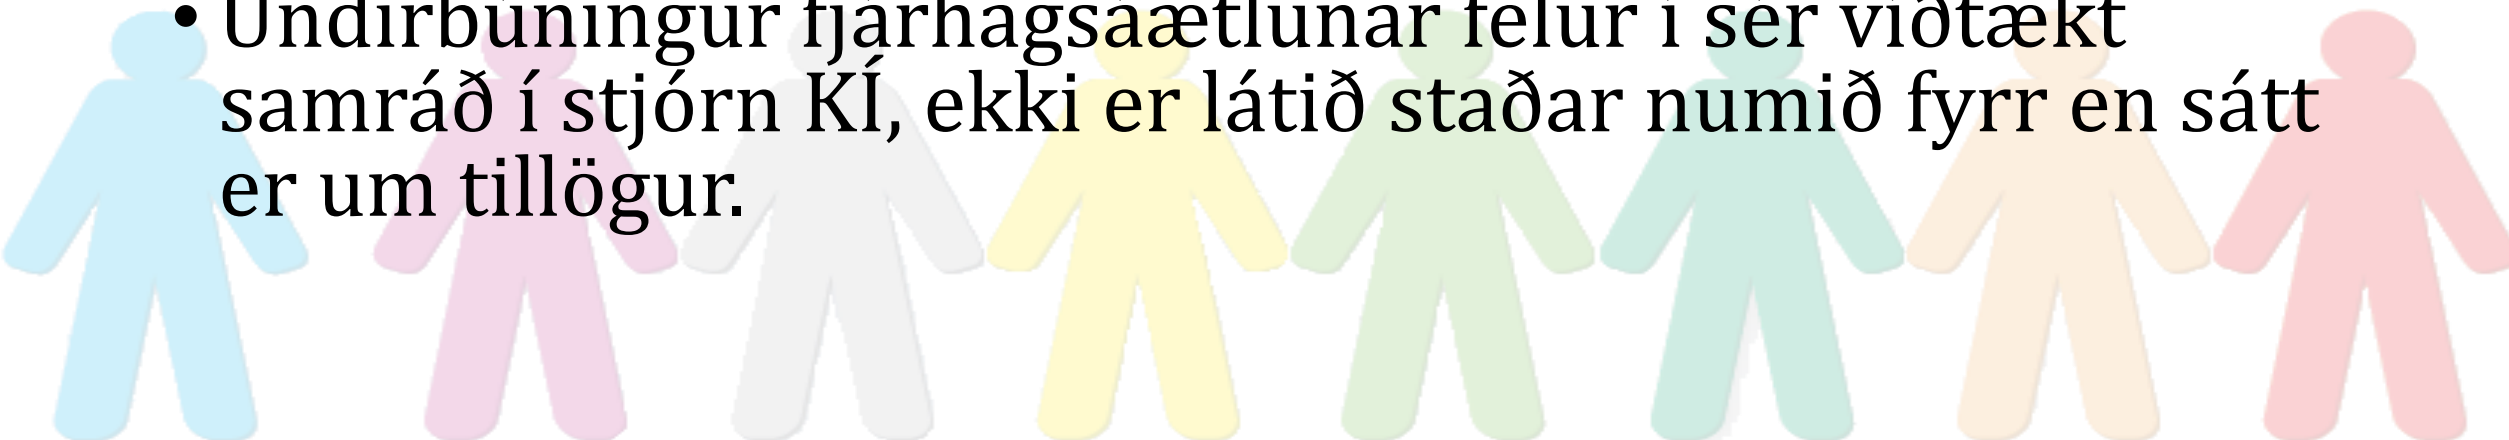 • Undirbúningur fjárhagsáætlunar felur í sér víðtækt
samráð í stjórn KÍ, ekki er látið staðar numið fyrr en sátt
er um tillögur.